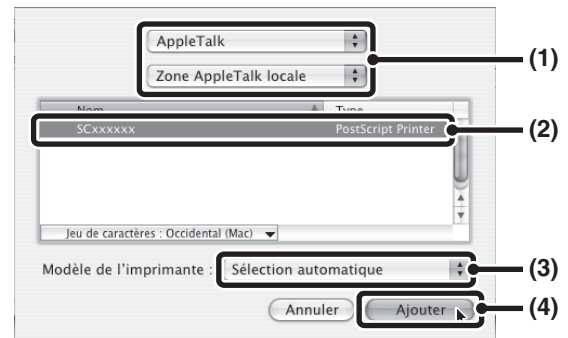 AppleTalk
Zone AppleTalk locale
(1)
Nom Type
SCxxxxxx PostScript Printer
(2)
Jeu de caractères : Occidental (Mac)
Modèle de l'imprimante : Sélection automatique
(3)
Annuler Ajouter
(4)